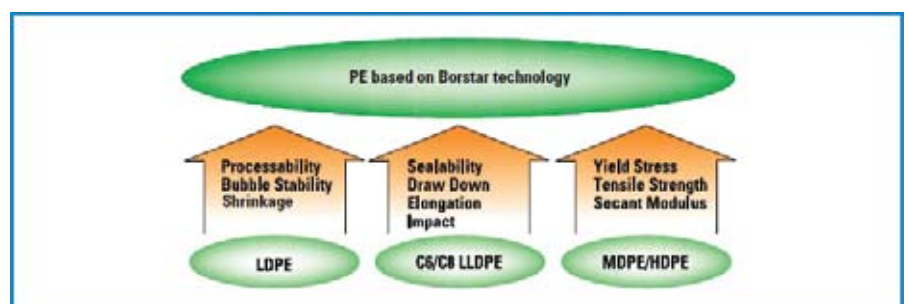 PE based on Borstar technology
Processability
Bubble Stability
Shrinkage
Sealability
Draw Down
Elongation
Impact
Yield Stress
Tensile Strength
Secant Modulus
LDPE
C6/C8 LLDPE
MDPE/HDPE